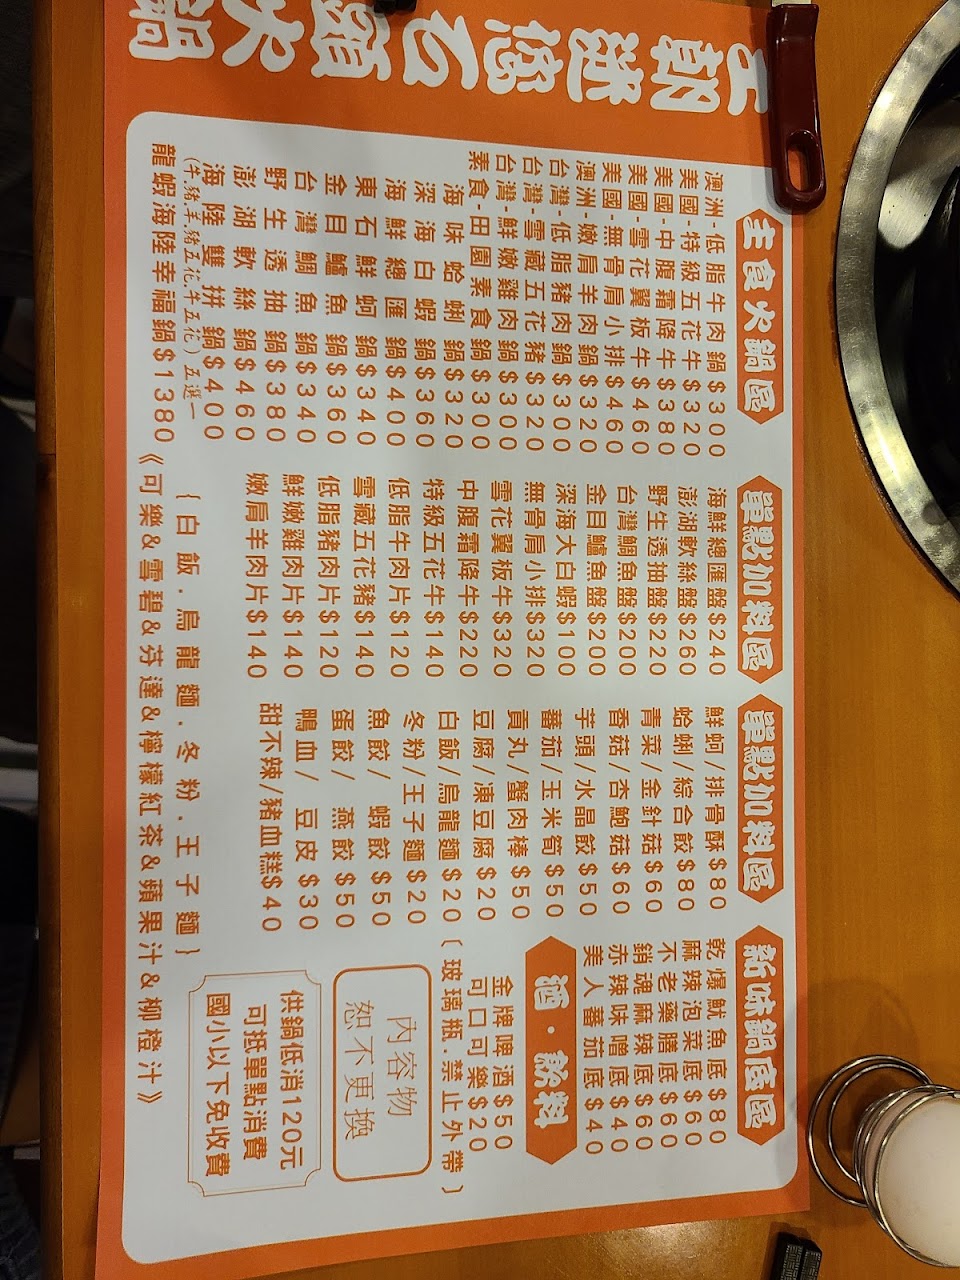 王朝迷您石頭火鍋
主食火鍋區
澳洲-低脂牛肉鍋$300
美國-特級五花牛$320
美國-中腹霜降牛$380
美國-雪花翼板牛$460
美國-無骨肩小排$460
澳洲-嫩肩羊肉鍋$320
台灣-低脂豬肉鍋$300
台灣-雪藏五花豬$320
台灣-鮮嫩雞肉鍋$300
素食-田園素食鍋$300
海味蛤蜊鍋$320
深海白蝦鍋$360
海鮮總匯鍋$400
東石鮮蚵鍋$340
金目鱸魚鍋$360
台灣鯛魚鍋$340
野生透抽鍋$380
澎湖軟絲鍋$460
海陸雙拼鍋$400
(牛.豬.羊.豬五花.牛五花)五選一
龍蝦海陸幸福鍋$1380
單點加料區
海鮮總匯盤$240
澎湖軟絲盤$260
野生透抽盤$220
台灣鯛魚盤$200
金目鱸魚盤$200
深海大白蝦$100
無骨肩小排$320
雪花翼板牛$320
中腹霜降牛$220
特級五花牛$140
低脂牛肉片$120
雪藏五花豬$140
低脂豬肉片$120
鮮嫩雞肉片$140
嫩肩羊肉片$140
單點加料區
鮮蚵/排骨酥$80
蛤蜊/綜合餃$80
青菜/金針菇$60
香菇/杏鮑菇$60
芋頭/水晶餃$50
蕃茄/玉米筍$50
貢丸/蟹肉棒$50
豆腐/凍豆腐$20
白飯/烏龍麵$20
冬粉/王子麵$20
魚餃/蝦餃$50
蛋餃/燕餃$50
鴨血/豆皮$30
甜不辣/豬血糕$40
新味鍋底區
乾爆魷魚底$80
麻辣泡菜底$60
不老藥膳底$60
銷魂麻辣底$60
赤辣味噌底$40
美人蕃茄底$40
酒.飲料
金牌啤酒$50
可口可樂$20
(玻璃瓶.禁止外帶)
內容物
恕不更換
供鍋低消120元
可抵單點消費
國小以下免收費
{白飯.烏龍麵.冬粉.王子麵}
《可樂&雪碧&芬達&檸檬紅茶&蘋果汁&柳橙汁》